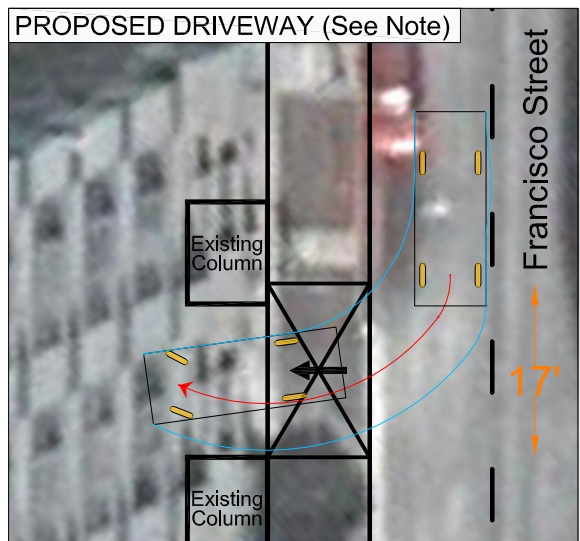 PROPOSED DRIVEWAY (See Note)
Francisco Street
Existing
Column
17'
Existing
Column